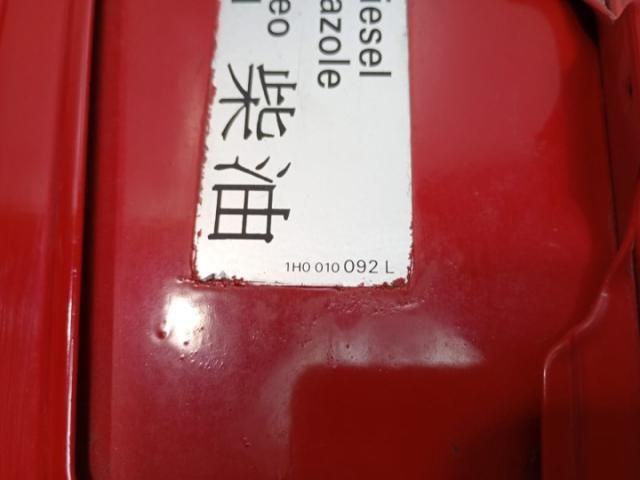 iesel
azole
eo
柴油
1H0 010 092 L